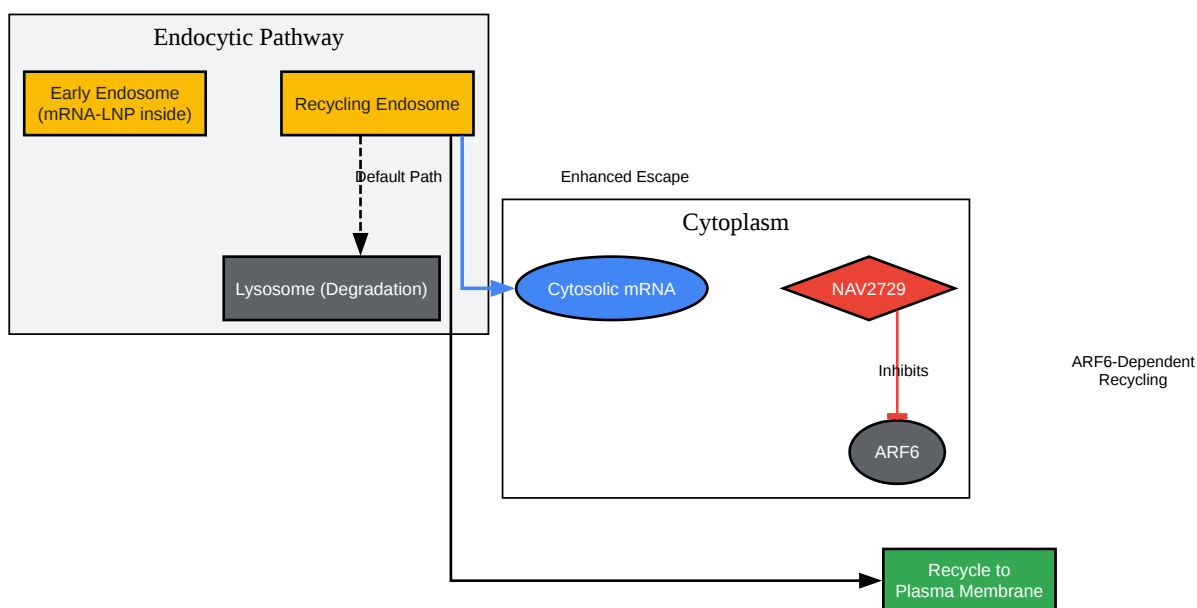 Endocytic Pathway
Early Endosome
(mRNA-LNP inside)
Recycling Endosome
Default Path
Enhanced Escape
Cytoplasm
Lysosome (Degradation)
Cytosolic mRNA
NAV2729
Inhibits
ARF6-Dependent
Recycling
ARF6
Recycle to
Plasma Membrane